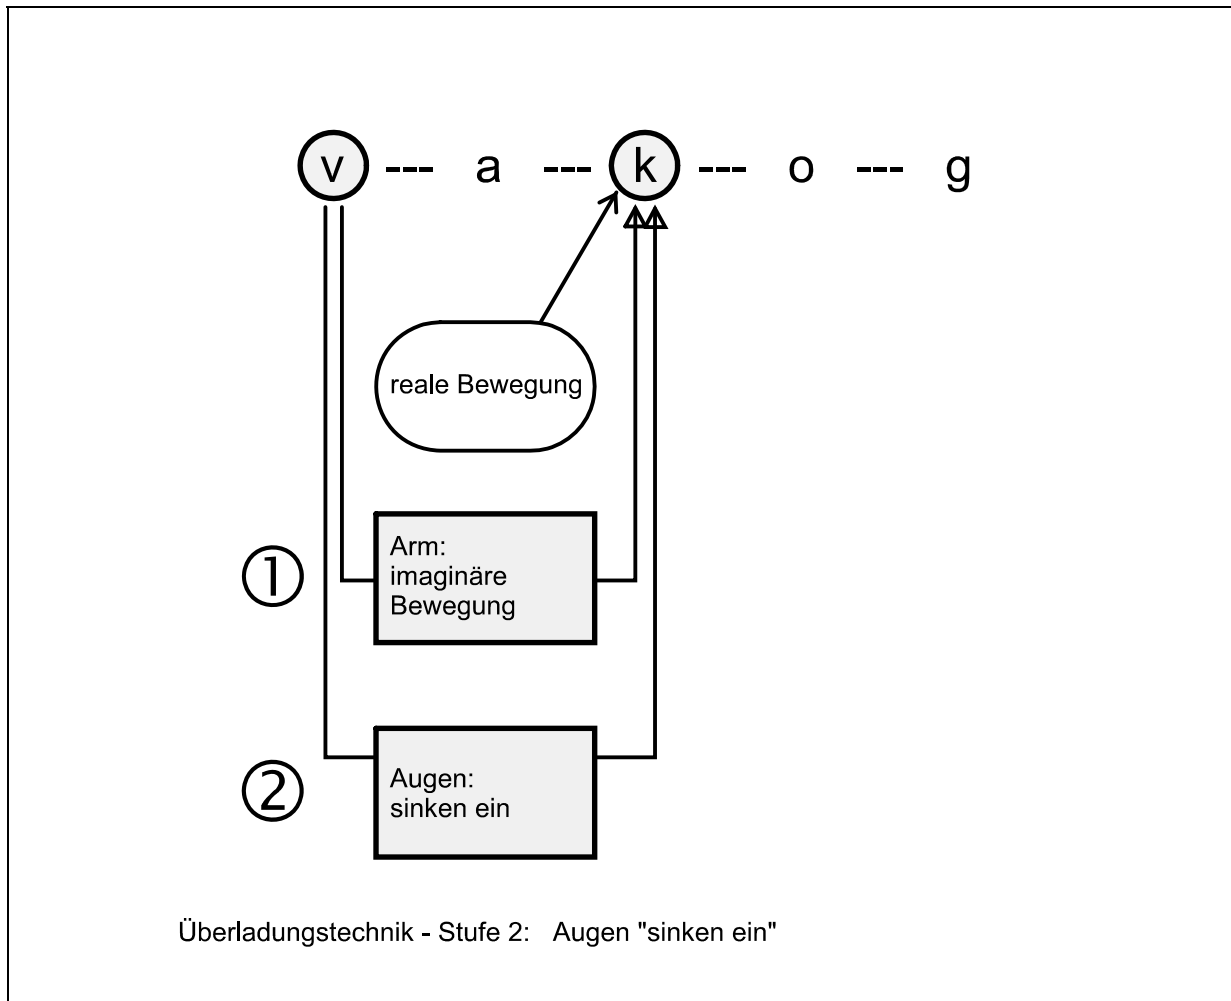 v --- a --- k --- o --- g
reale Bewegung
① Arm:
imaginäre
Bewegung
② Augen:
sinken ein
Überladungstechnik - Stufe 2: Augen "sinken ein"